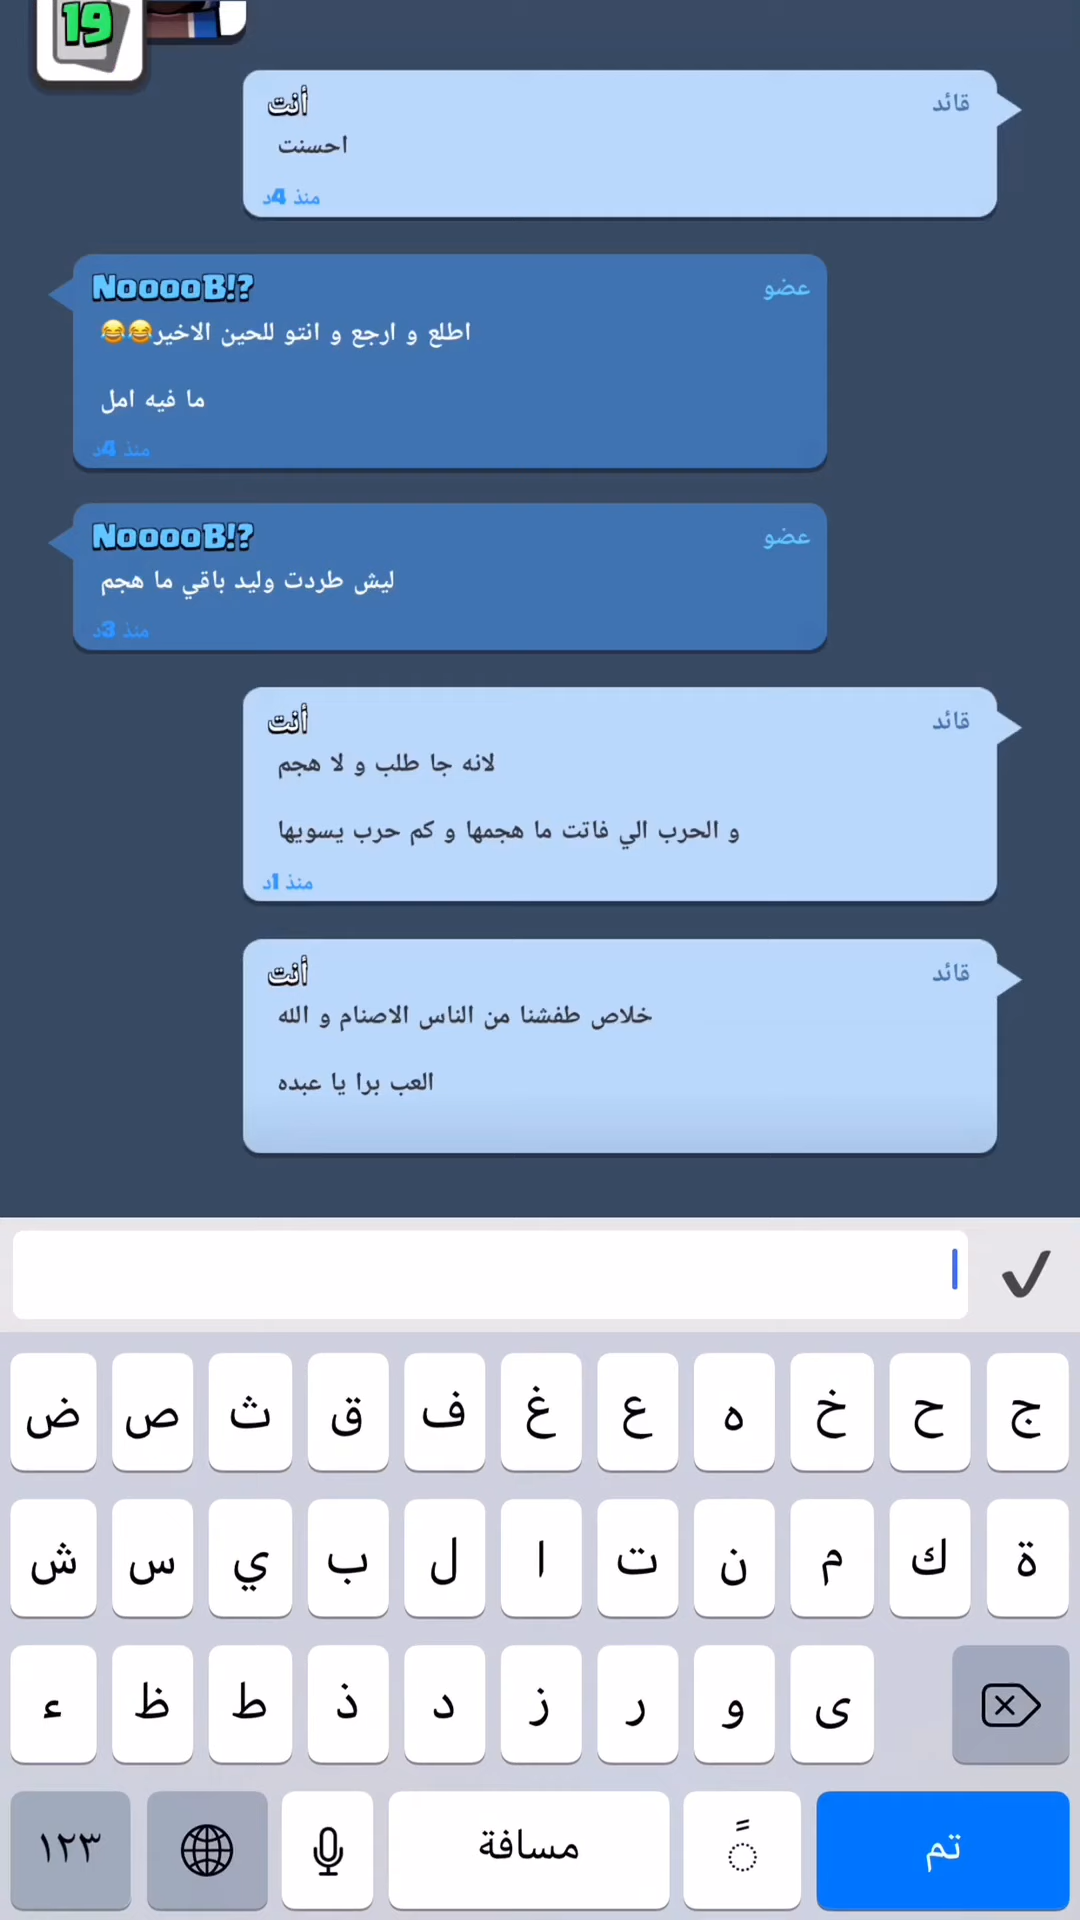 19
أنت
قائد
احسنت
منذ 4د
NooooB!?
عضو
اطلع و ارجع و انتو للحين الاخير😂😂
ما فيه امل
منذ 4د
NooooB!?
عضو
ليش طردت وليد باقي ما هجم
منذ 3د
أنت
قائد
لانه جا طلب و لا هجم
و الحرب الي فاتت ما هجمها و كم حرب يسويها
منذ 1د
أنت
قائد
خلاص طفشنا من الناس الاصنام و الله
العب برا يا عبده
ض ص ث ق ف غ ع ه خ ح ج
ش س ي ب ل ا ت ن م ك ة
ء ظ ط ذ د ز ر و ى
١٢٣ مسافة تم